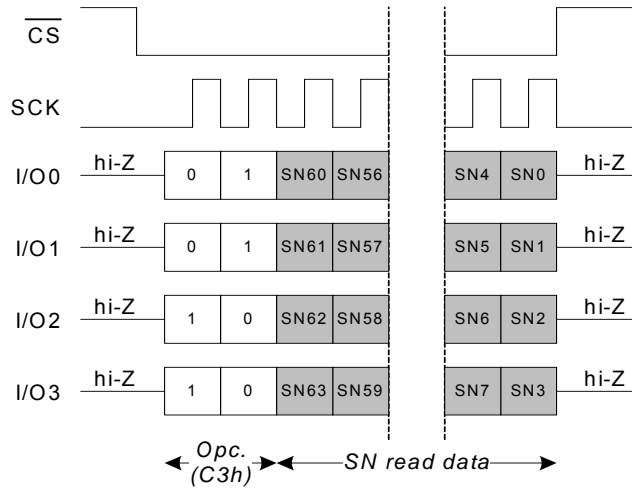 CS
SCK
I/O0 hi-Z 0 1 SN60 SN56 SN4 SN0 hi-Z
I/O1 hi-Z 0 1 SN61 SN57 SN5 SN1 hi-Z
I/O2 hi-Z 1 0 SN62 SN58 SN6 SN2 hi-Z
I/O3 hi-Z 1 0 SN63 SN59 SN7 SN3 hi-Z
Opc.
(C3h)
SN read data